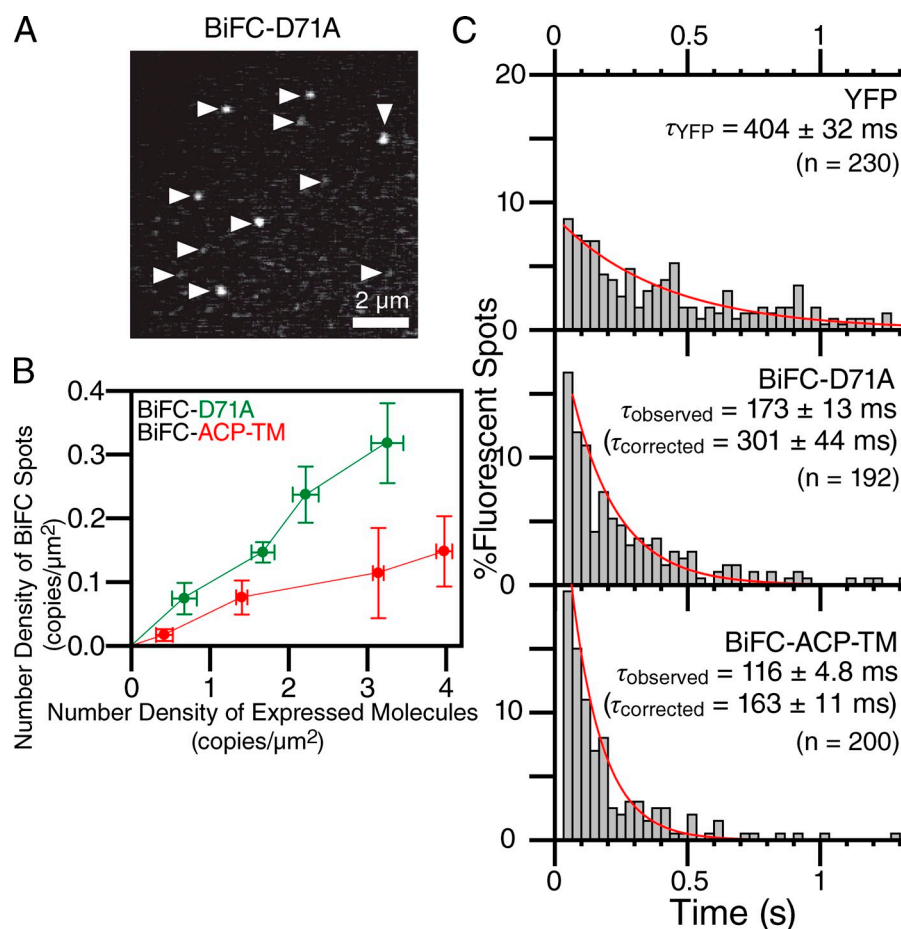 A
BiFC-D71A
2 µm
B
0.4
0.3
0.2
0.1
0.0
BiFC-D71A
BiFC-ACP-TM
Number Density of BiFC Spots
(copies/µm²)
0 1 2 3 4
Number Density of Expressed Molecules
(copies/µm²)
C
0 0.5 1
20
10
0
YFP
τYFP = 404 ± 32 ms
(n = 230)
%Fluorescent Spots
10
0
BiFC-D71A
τobserved = 173 ± 13 ms
(τcorrected = 301 ± 44 ms)
(n = 192)
10
0
BiFC-ACP-TM
τobserved = 116 ± 4.8 ms
(τcorrected = 163 ± 11 ms)
(n = 200)
0 0.5 1
Time (s)